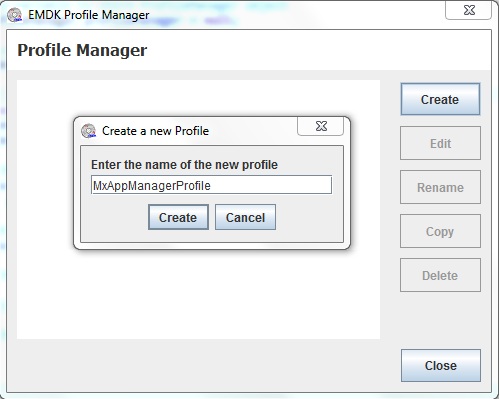 EMDK Profile Manager
Profile Manager
Create
Edit
Rename
Copy
Delete
Close
Create a new Profile
Enter the name of the new profile
MxAppManagerProfile
Create Cancel